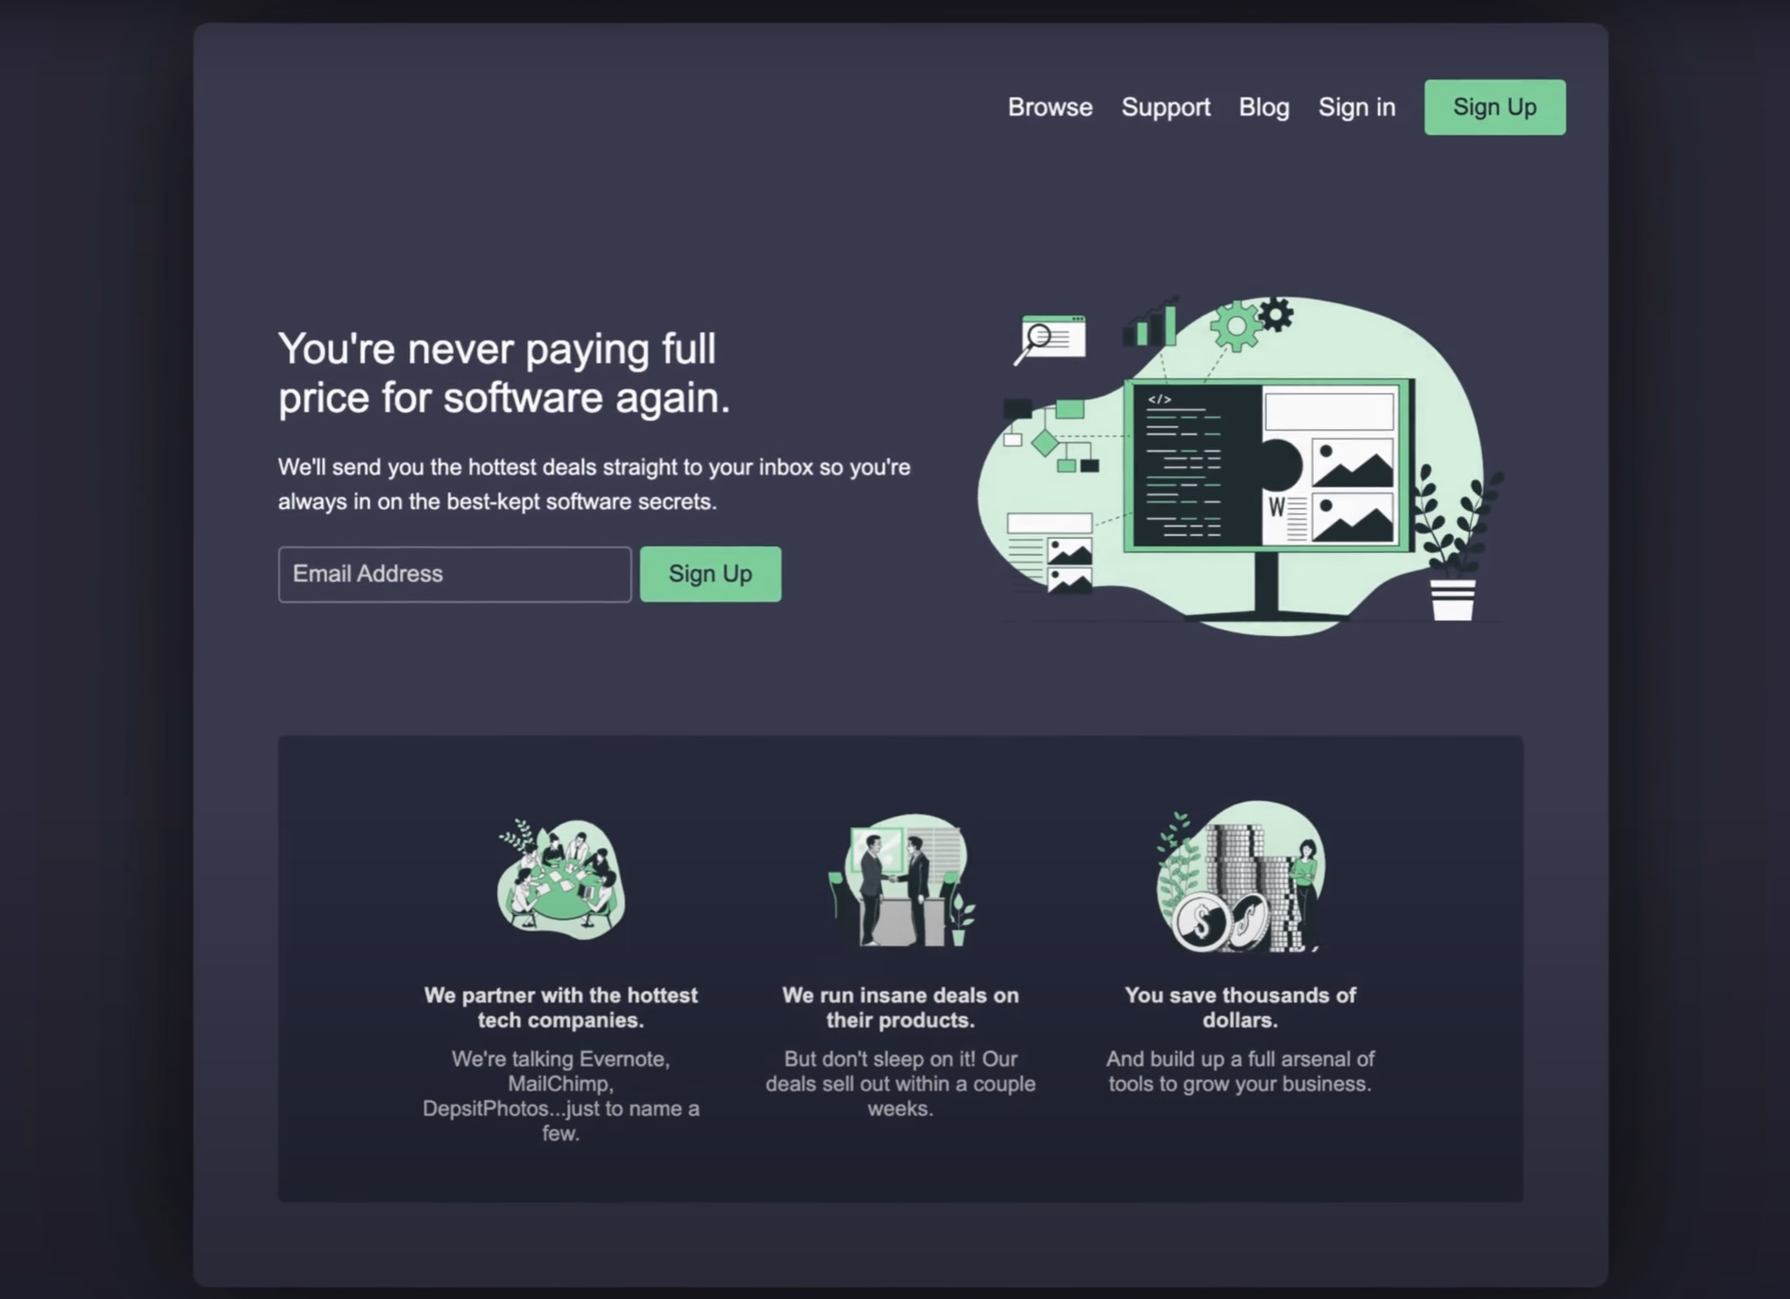 Browse Support Blog Sign in Sign Up
You're never paying full
price for software again.
We'll send you the hottest deals straight to your inbox so you're
always in on the best-kept software secrets.
Email Address Sign Up
</>
W
We partner with the hottest
tech companies.
We're talking Evernote,
MailChimp,
DepsitPhotos...just to name a
few.
We run insane deals on
their products.
But don't sleep on it! Our
deals sell out within a couple
weeks.
You save thousands of
dollars.
And build up a full arsenal of
tools to grow your business.